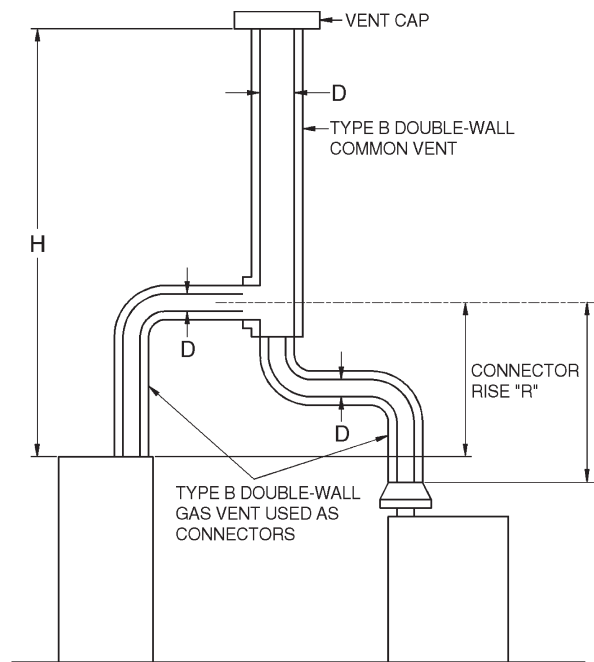 VENT CAP
D
TYPE B DOUBLE-WALL
COMMON VENT
H
D
CONNECTOR
RISE "R"
D
TYPE B DOUBLE-WALL
GAS VENT USED AS
CONNECTORS